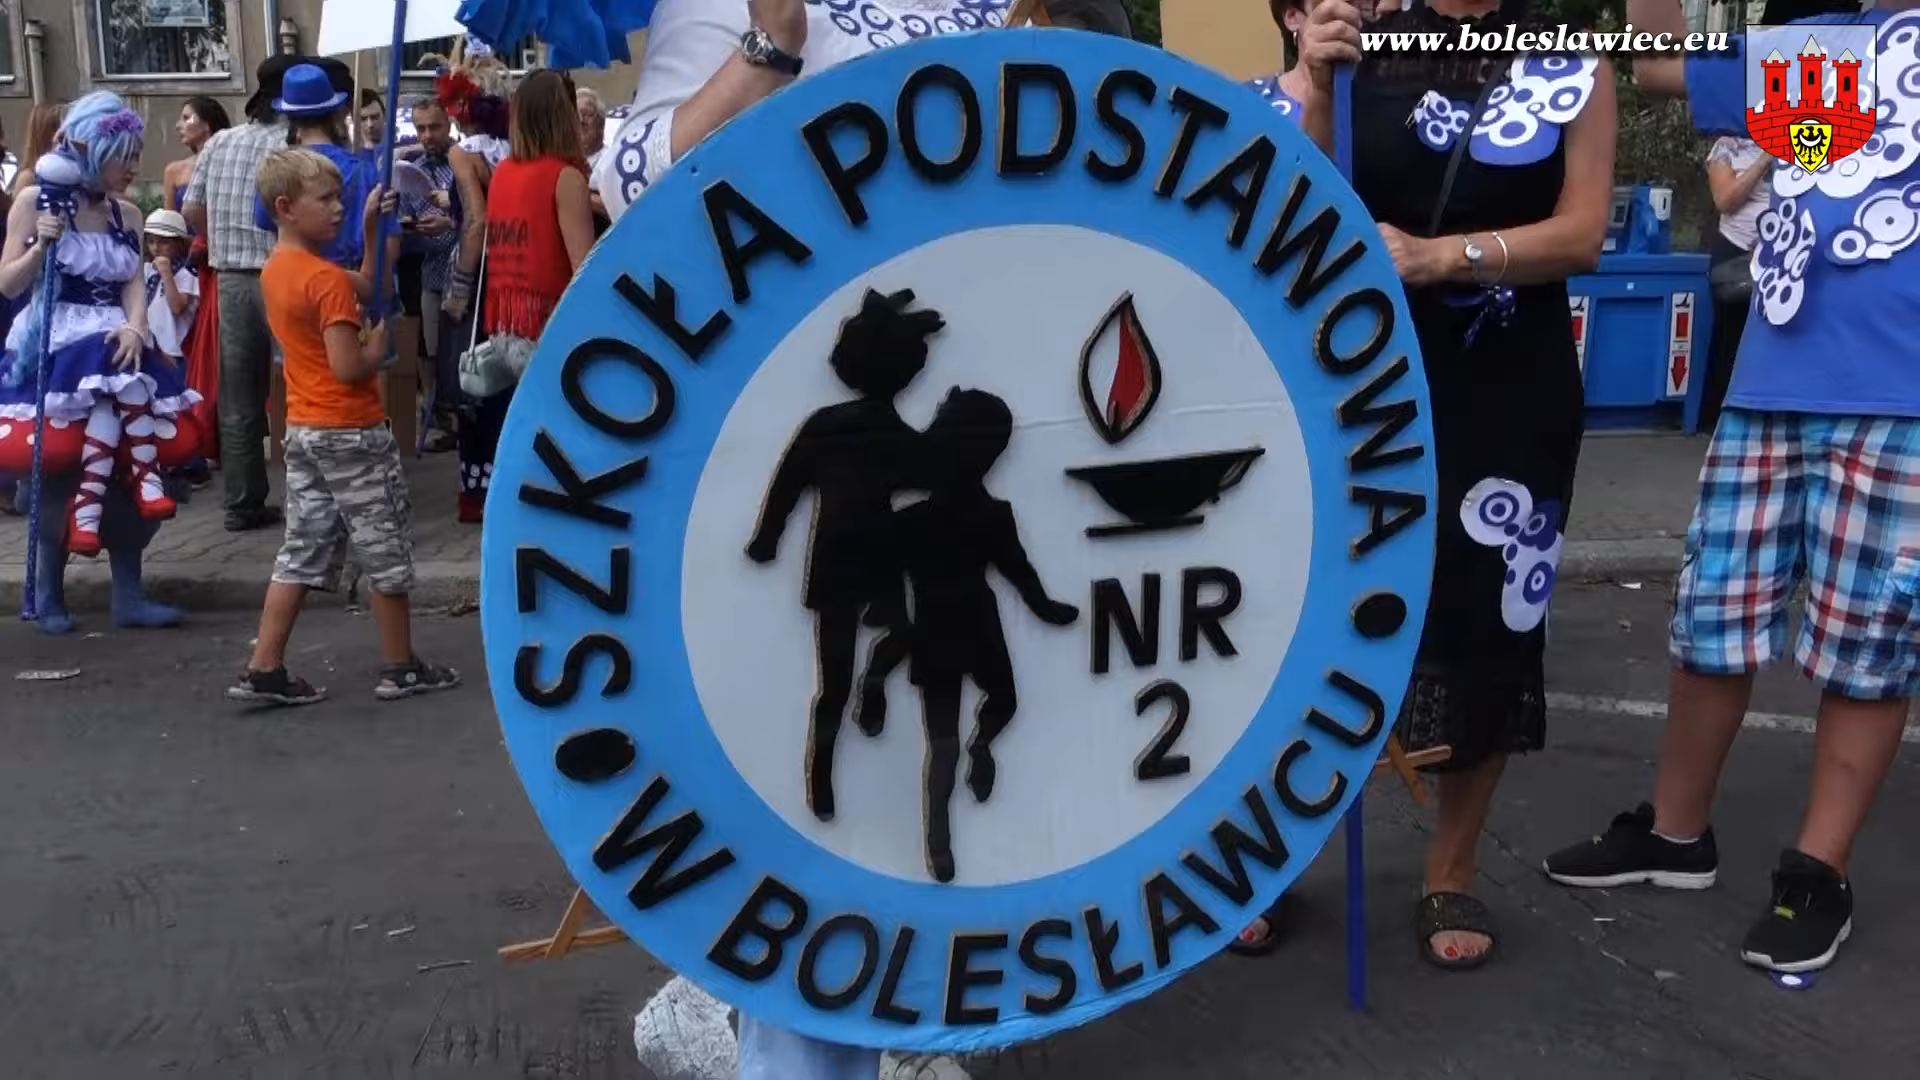 www.boleslawiec.eu
SZKOŁA PODSTAWOWA
NR
2
W BOLESŁAWCU